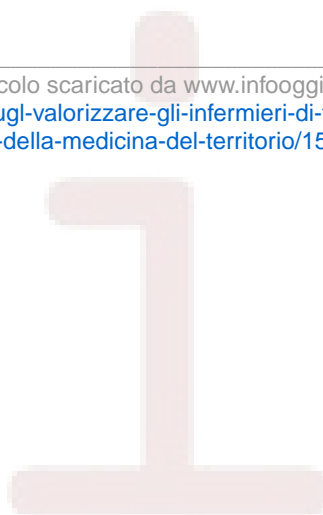 colo scaricato da www.infooggi
ugl-valorizzare-gli-infermieri-di-
-della-medicina-del-territorio/15